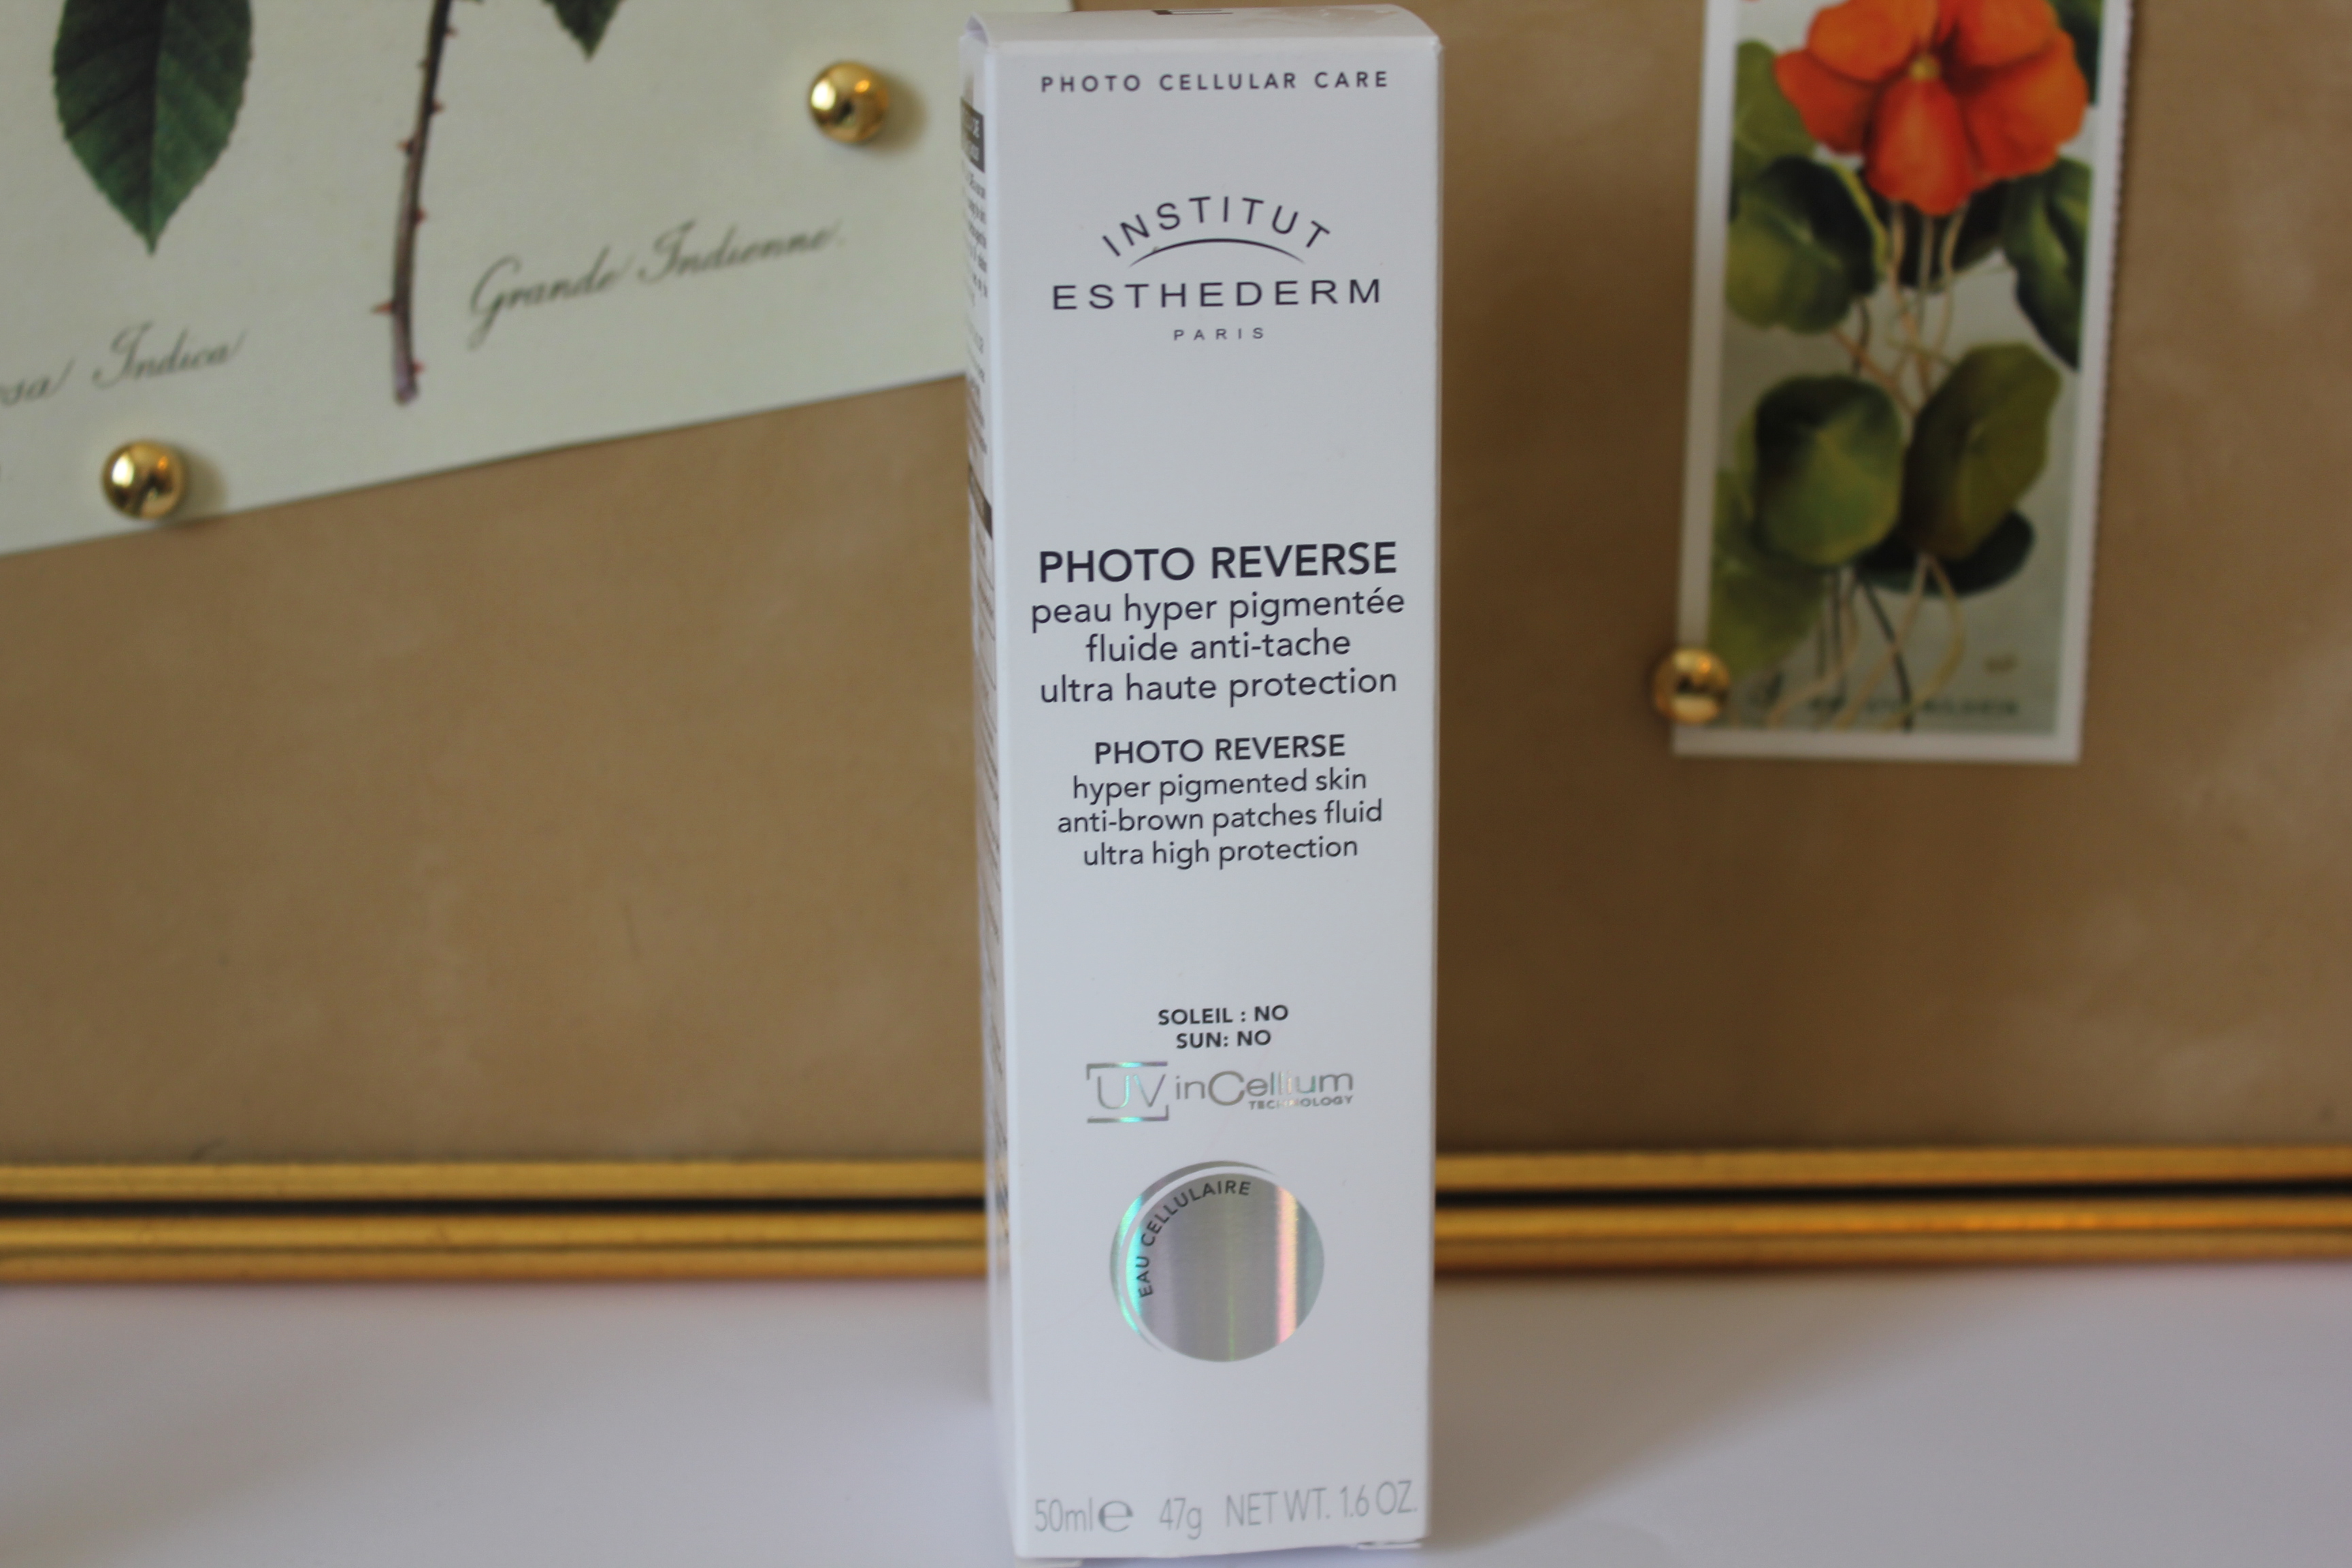 PHOTO CELLULAR CARE
INSTITUT
ESTHEDERM
PARIS
PHOTO REVERSE
peau hyper pigmentée
fluide anti-tache
ultra haute protection
PHOTO REVERSE
hyper pigmented skin
anti-brown patches fluid
ultra high protection
SOLEIL : NO
SUN: NO
UV inCellium
TECHNOLOGY
EAU CELLULAIRE
50ml e 47g NET WT. 1.6 OZ.
Indica
Grande Indienne.